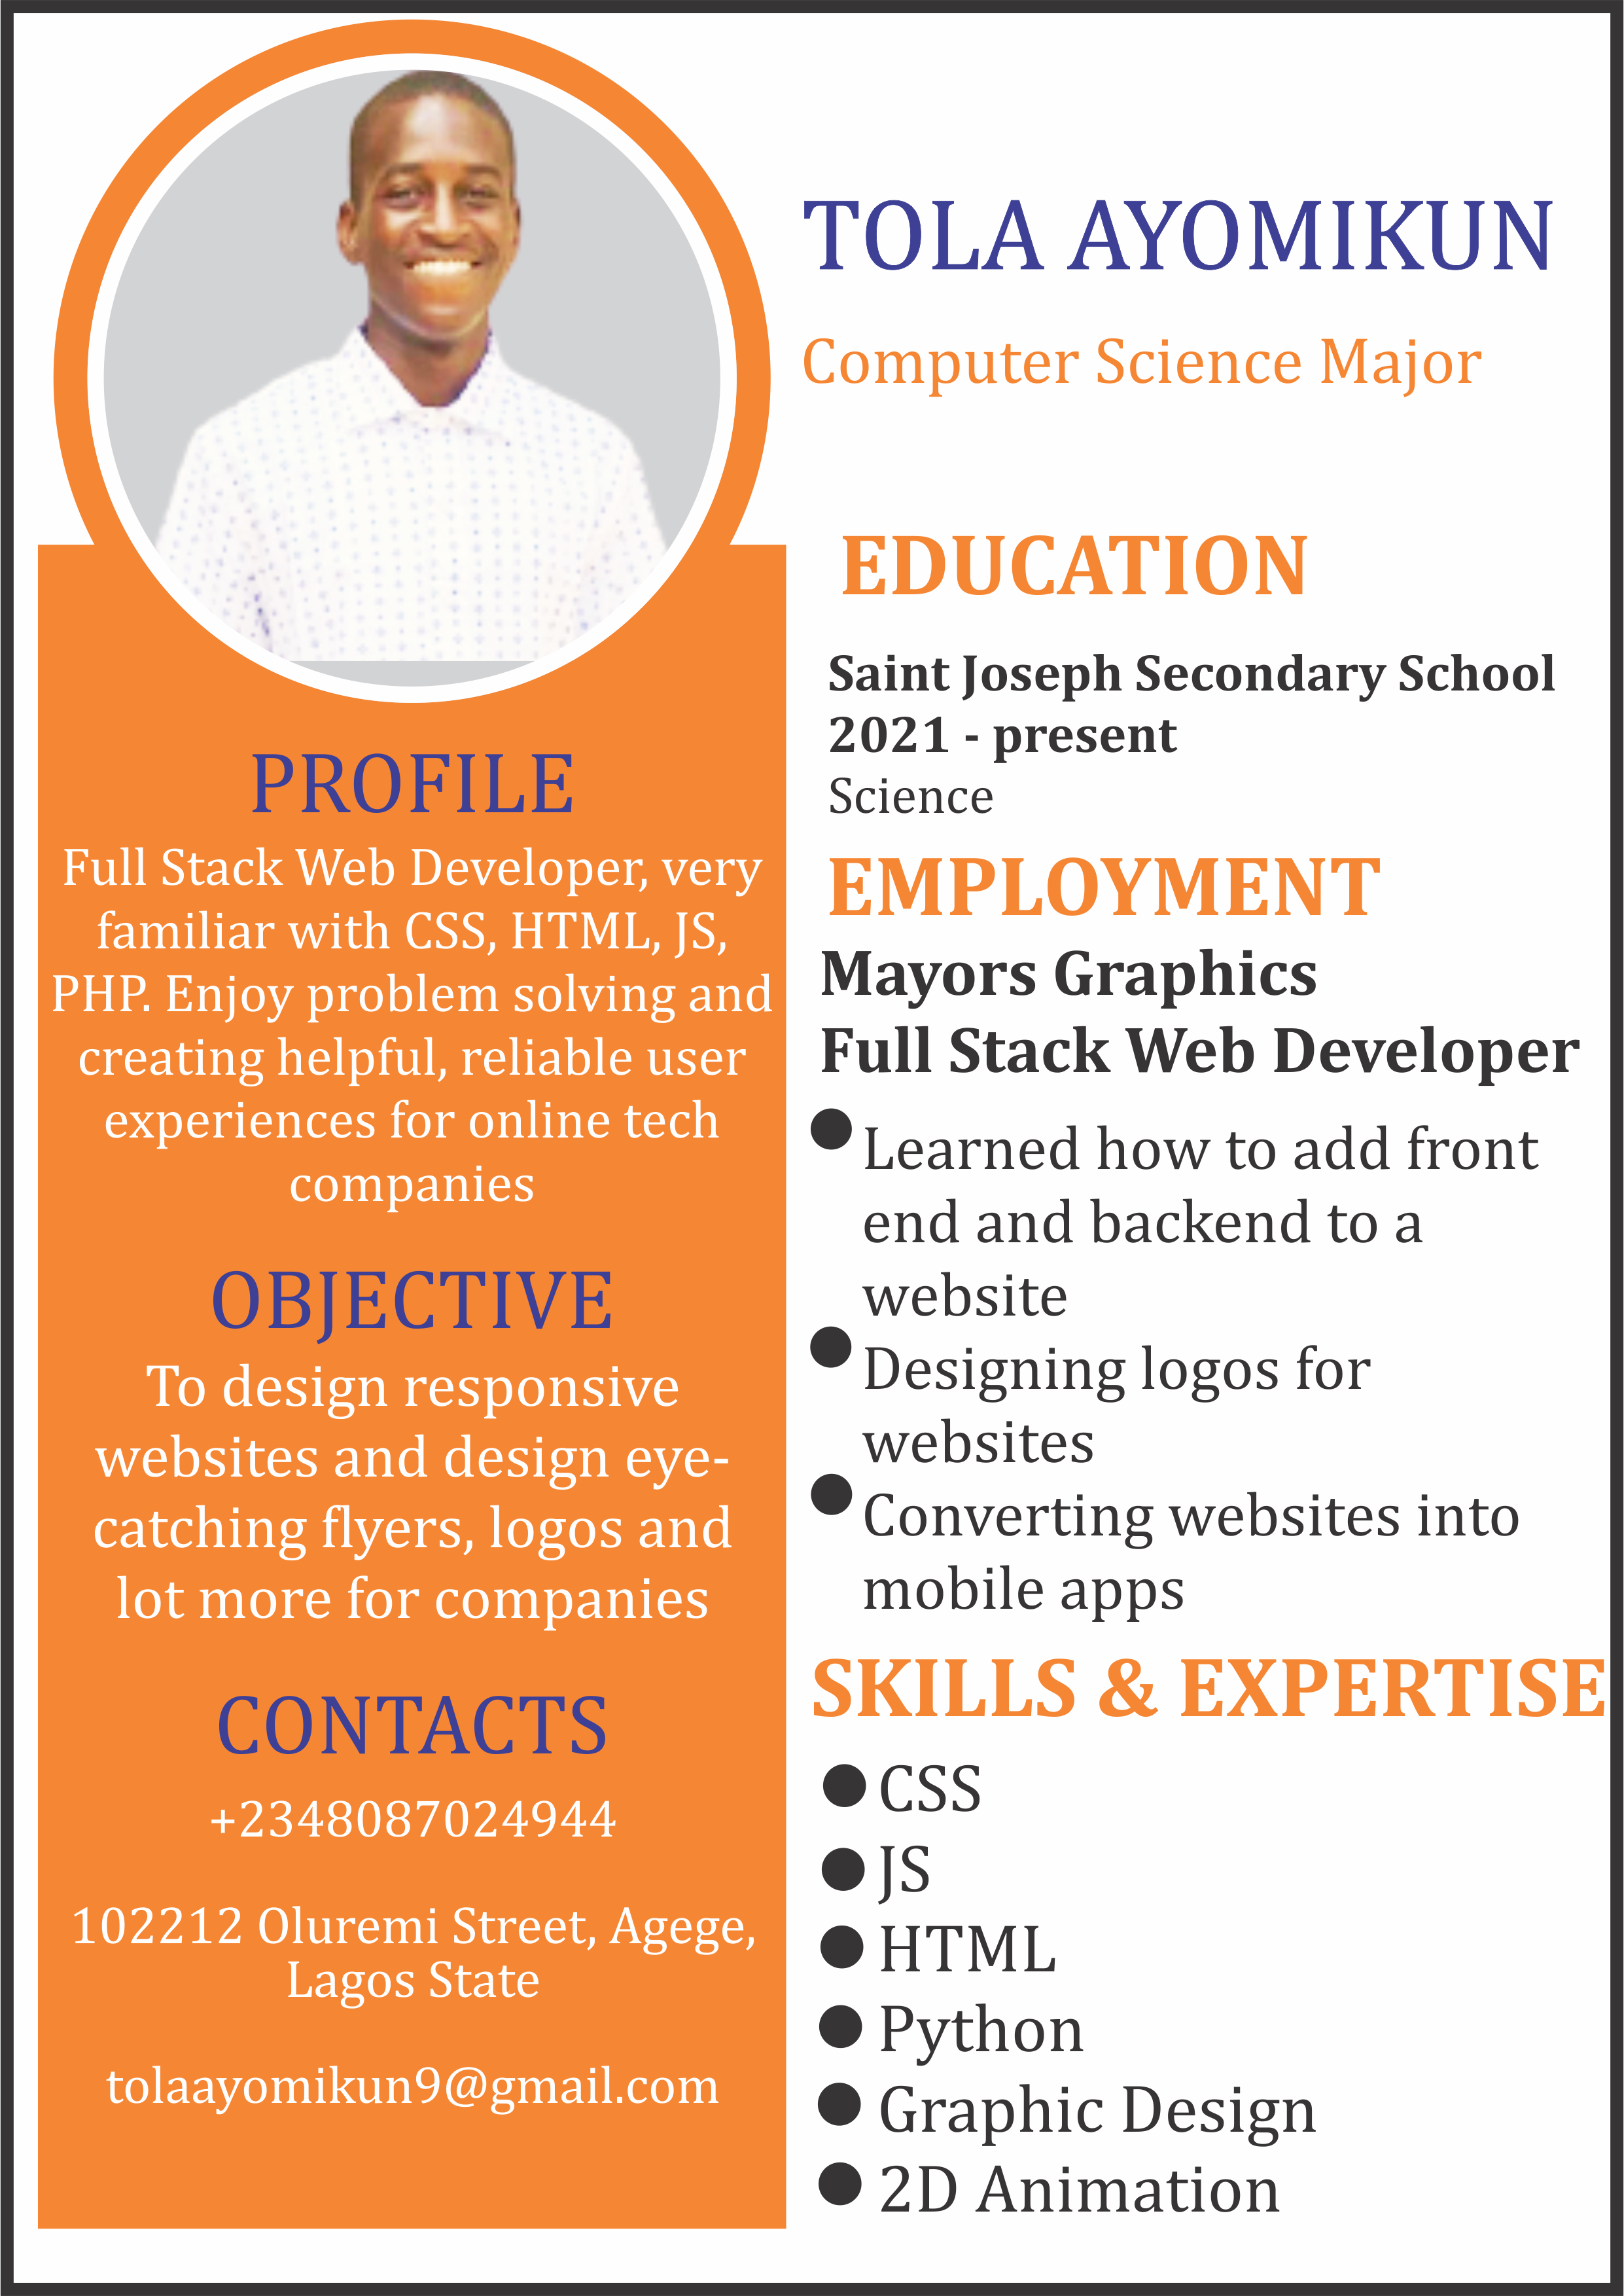 TOLA AYOMIKUN
Computer Science Major
PROFILE
Full Stack Web Developer, very
familiar with CSS, HTML, JS,
PHP. Enjoy problem solving and
creating helpful, reliable user
experiences for online tech
companies
OBJECTIVE
To design responsive
websites and design eye-
catching flyers, logos and
lot more for companies
CONTACTS
+2348087024944
102212 Oluremi Street, Agege,
Lagos State
tolaayomikun9@gmail.com
EDUCATION
Saint Joseph Secondary School
2021 - present
Science
EMPLOYMENT
Mayors Graphics
Full Stack Web Developer
Learned how to add front
end and backend to a
website
Designing logos for
websites
Converting websites into
mobile apps
SKILLS & EXPERTISE
CSS
JS
HTML
Python
Graphic Design
2D Animation